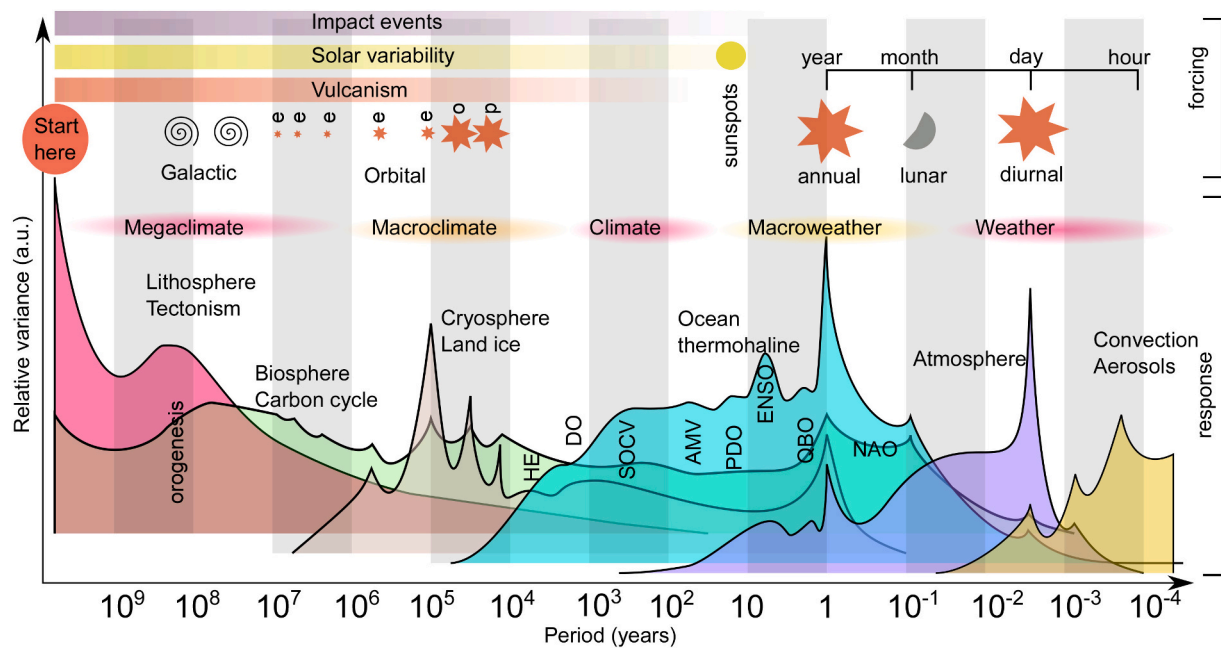 Impact events
Solar variability
Vulcanism
Start
here
Galactic
e
e
e
e
e
o
p
Orbital
sunspots
year
month
day
hour
annual
lunar
diurnal
forcing
Megaclimate
Macroclimate
Climate
Macroweather
Weather
Relative variance (a.u.)
Lithosphere
Tectonism
Biosphere
Carbon cycle
Cryosphere
Land ice
Ocean
thermohaline
Atmosphere
Convection
Aerosols
response
orogenesis
HE
DO
SOCV
AMV
PDO
ENSO
QBO
NAO
10⁹
10⁸
10⁷
10⁶
10⁵
10⁴
10³
10²
10
1
10⁻¹
10⁻²
10⁻³
10⁻⁴
Period (years)